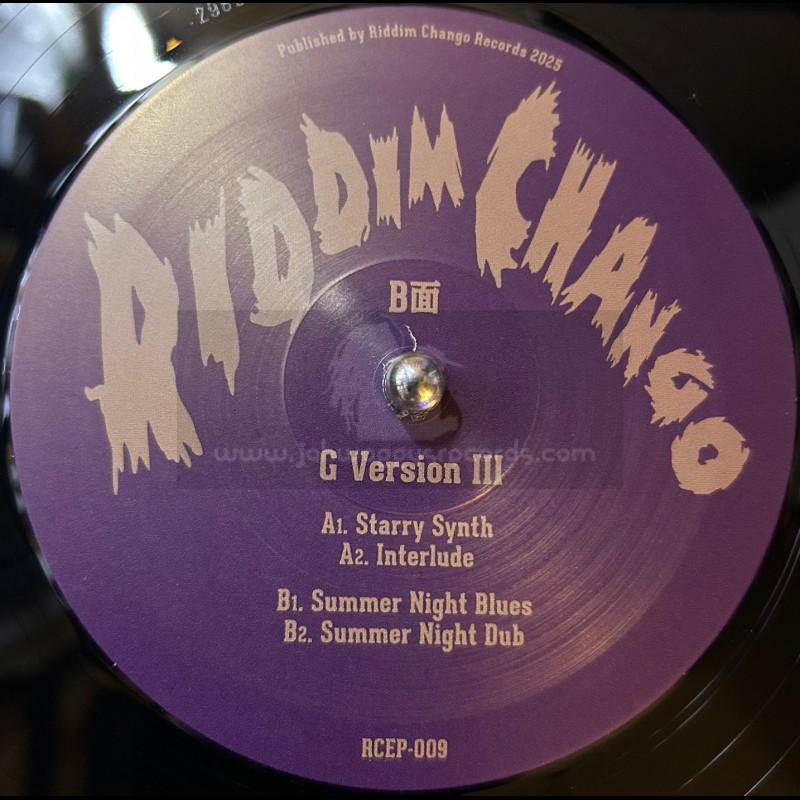 Published by Riddim Chango Records 2025
RIDDIM CHANGO
B面
G Version III
A1. Starry Synth
A2. Interlude
B1. Summer Night Blues
B2. Summer Night Dub
RCEP-009